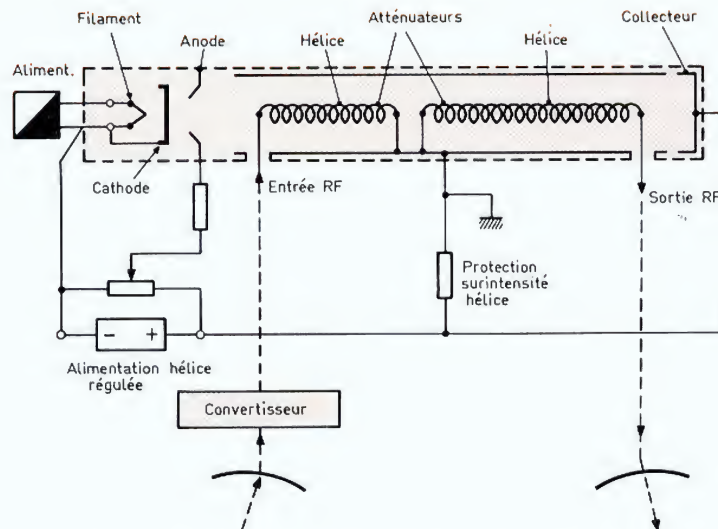 Filament
Atténuateurs
Collecteur
Anode
Hélice
Hélice
Aliment.
Cathode
Entrée RF
Sortie RF
Protection
surintensité
hélice
- +
Alimentation hélice
régulée
Convertisseur